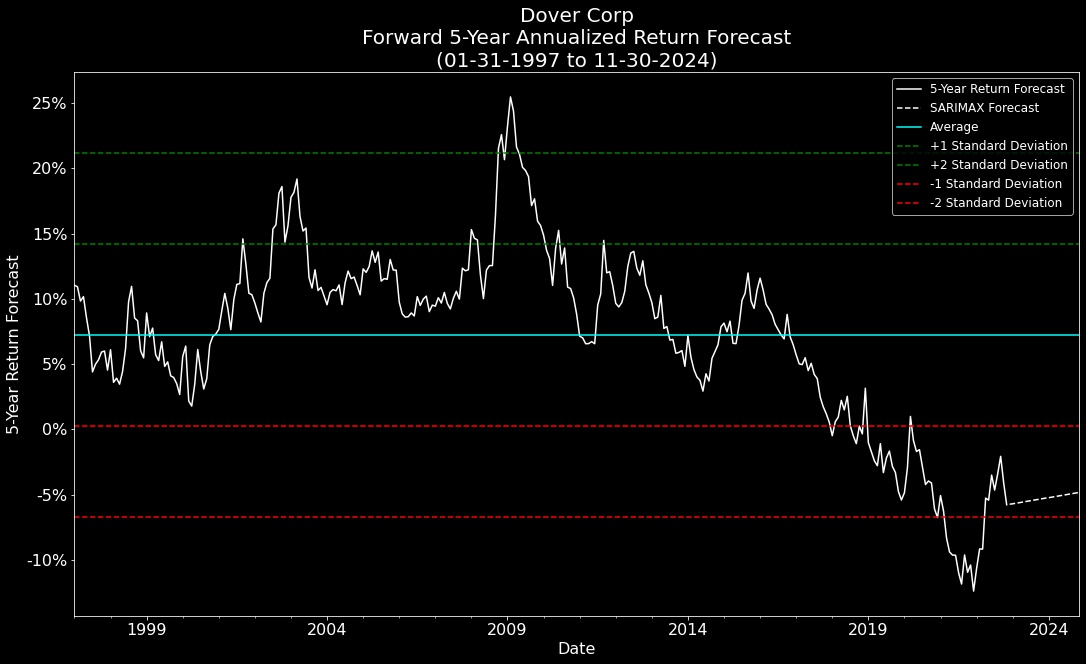 Dover Corp
Forward 5-Year Annualized Return Forecast
(01-31-1997 to 11-30-2024)
5-Year Return Forecast
SARIMAX Forecast
Average
+1 Standard Deviation
+2 Standard Deviation
-1 Standard Deviation
-2 Standard Deviation
25%
20%
15%
10%
5%
0%
-5%
-10%
5-Year Return Forecast
1999 2004 2009 2014 2019 2024
Date